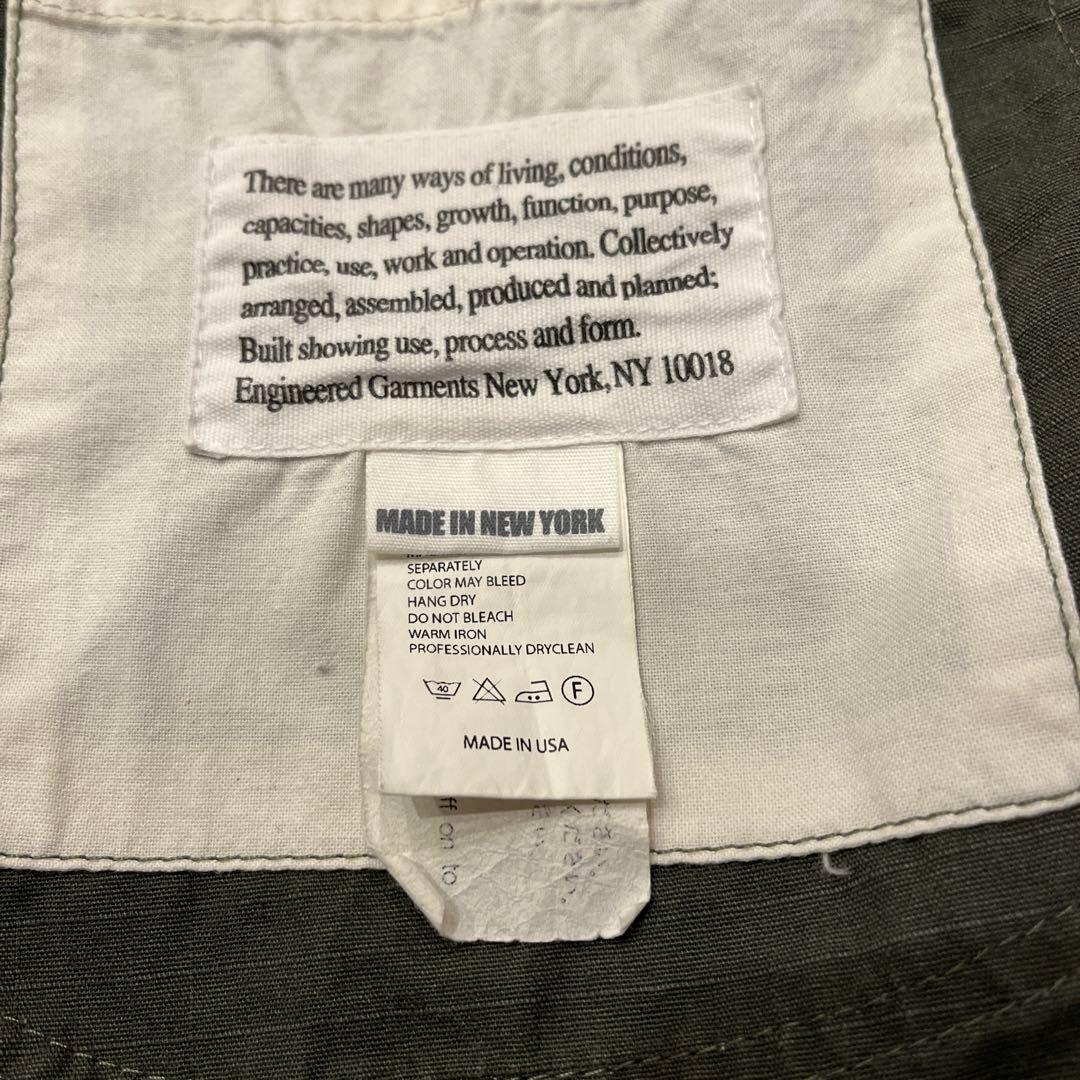 There are many ways of living, conditions,
capacities, shapes, growth, function, purpose,
practice, use, work and operation. Collectively
arranged, assembled, produced and planned;
Built showing use, process and form.
Engineered Garments New York, NY 10018
MADE IN NEW YORK
SEPARATELY
COLOR MAY BLEED
HANG DRY
DO NOT BLEACH
WARM IRON
PROFESSIONALLY DRYCLEAN
40
F
MADE IN USA
on to